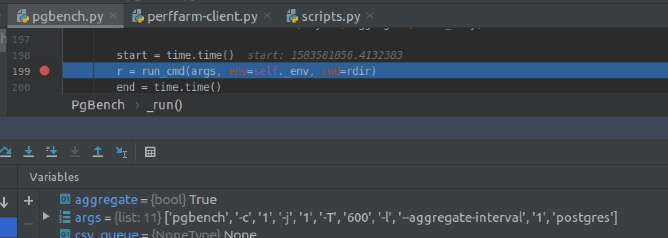 pgbench.py perffarm-client.py scripts.py
197
198 start = time.time() start: 1583581856.4132383
199 r = run_cmd(args, env=self._env, cwd=rdir)
200 end = time.time()
PgBench › _run()
Variables
aggregate = {bool} True
args = {list: 11} ['pgbench', '-c', '1', '-j', '1', '-T', '600', '-l', '--aggregate-interval', '1', 'postgres']
csv_queue = {NoneType} None